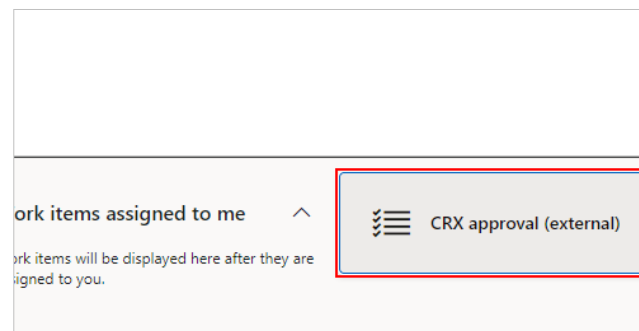 ork items assigned to me
CRX approval (external)
ork items will be displayed here after they are
signed to you.